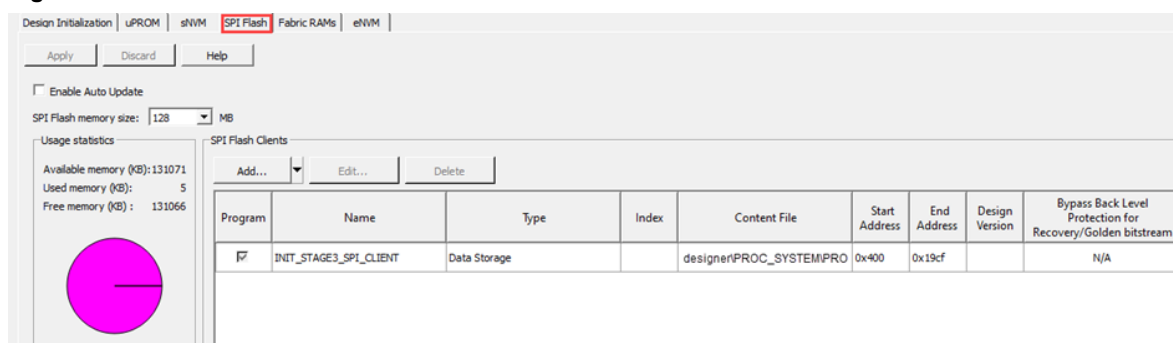 Design Initialization uPROM sNVM SPI Flash Fabric RAMs eNVM
Apply Discard Help
Enable Auto Update
SPI Flash memory size: 128 MB
Usage statistics
Available memory (KB): 131071
Used memory (KB): 5
Free memory (KB) : 131066
SPI Flash Clients
Add... Edit... Delete
Program Name Type Index Content File Start Address End Address Design Version Bypass Back Level Protection for Recovery/Golden bitstream
INIT_STAGE3_SPI_CLIENT Data Storage designer\PROC_SYSTEM\PRO 0x400 0x19cf N/A